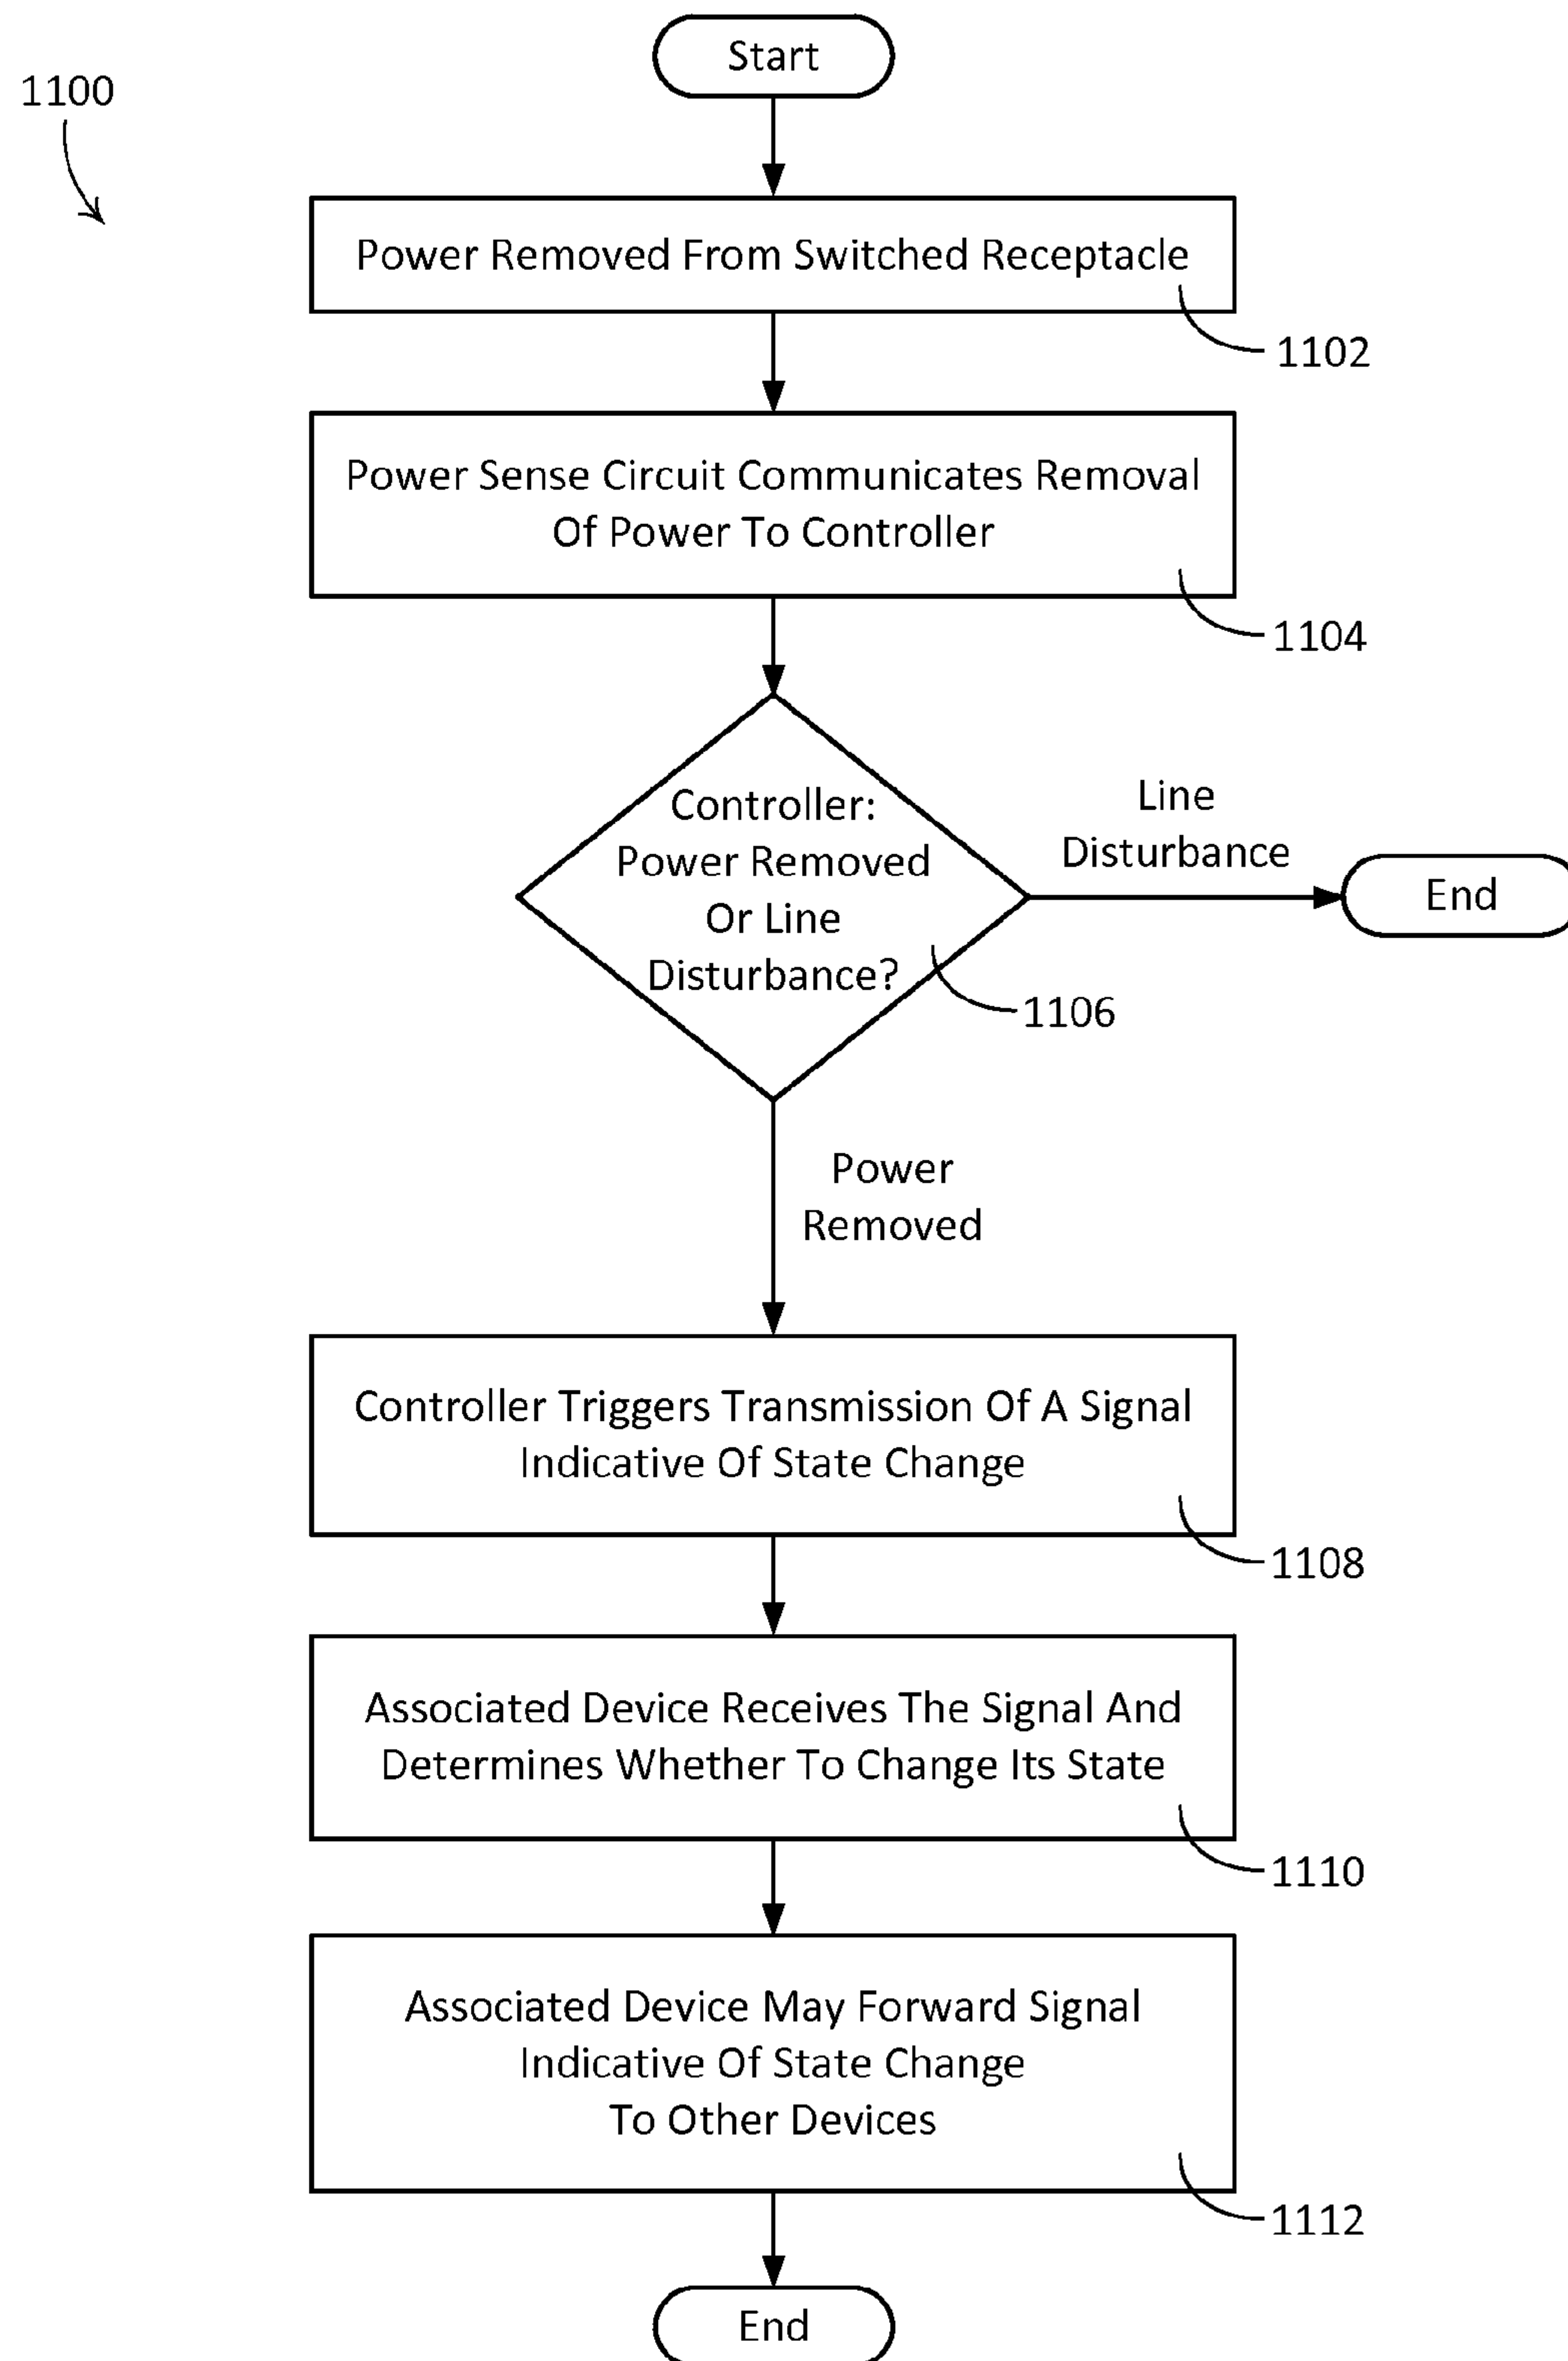 Start
1100
Power Removed From Switched Receptacle
1102
Power Sense Circuit Communicates Removal
Of Power To Controller
1104
Controller:
Power Removed
Or Line
Disturbance?
1106
Line
Disturbance
End
Power
Removed
Controller Triggers Transmission Of A Signal
Indicative Of State Change
1108
Associated Device Receives The Signal And
Determines Whether To Change Its State
1110
Associated Device May Forward Signal
Indicative Of State Change
To Other Devices
1112
End